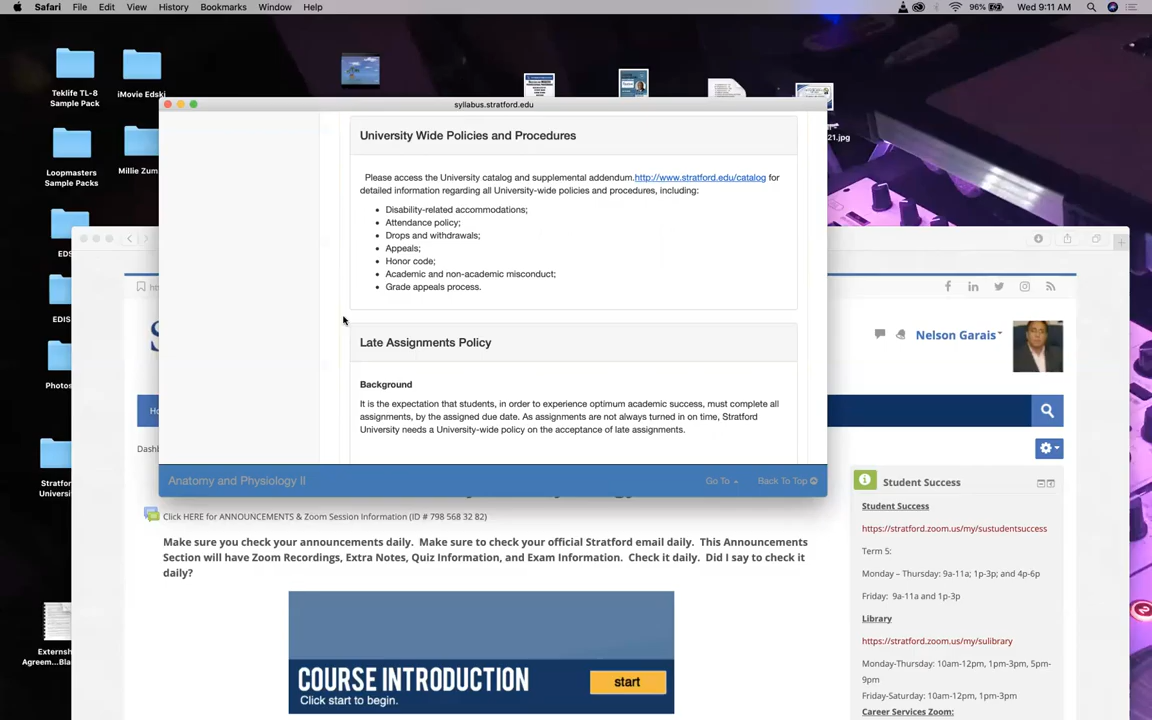 Safari File Edit View History Bookmarks Window Help 96% Wed 9:11 AM
Teklife TL-8
Sample Pack
iMovie Edski
Loopmasters
Sample Packs
Millie Zum
EDIS
Photos
Stratfor
Universit
Externsh
Agreem...Bla
21.jpg
syllabus.stratford.edu
University Wide Policies and Procedures
Please access the University catalog and supplemental addendum.http://www.stratford.edu/catalog for
detailed information regarding all University-wide policies and procedures, including:
Disability-related accommodations;
Attendance policy;
Drops and withdrawals;
Appeals;
Honor code;
Academic and non-academic misconduct;
Grade appeals process.
Late Assignments Policy
Background
It is the expectation that students, in order to experience optimum academic success, must complete all
assignments, by the assigned due date. As assignments are not always turned in on time, Stratford
University needs a University-wide policy on the acceptance of late assignments.
Anatomy and Physiology II Go To Back To Top
Nelson Garais
Ho
Dashb
Click HERE for ANNOUNCEMENTS & Zoom Session Information (ID # 798 568 32 82)
Make sure you check your announcements daily. Make sure to check your official Stratford email daily. This Announcements
Section will have Zoom Recordings, Extra Notes, Quiz Information, and Exam Information. Check it daily. Did I say to check it
daily?
COURSE INTRODUCTION
Click start to begin.
start
Student Success
Student Success
https://stratford.zoom.us/my/sustudentsuccess
Term 5:
Monday – Thursday: 9a-11a; 1p-3p; and 4p-6p
Friday: 9a-11a and 1p-3p
Library
https://stratford.zoom.us/my/sulibrary
Monday-Thursday: 10am-12pm, 1pm-3pm, 5pm-
9pm
Friday-Saturday: 10am-12pm, 1pm-3pm
Career Services Zoom: